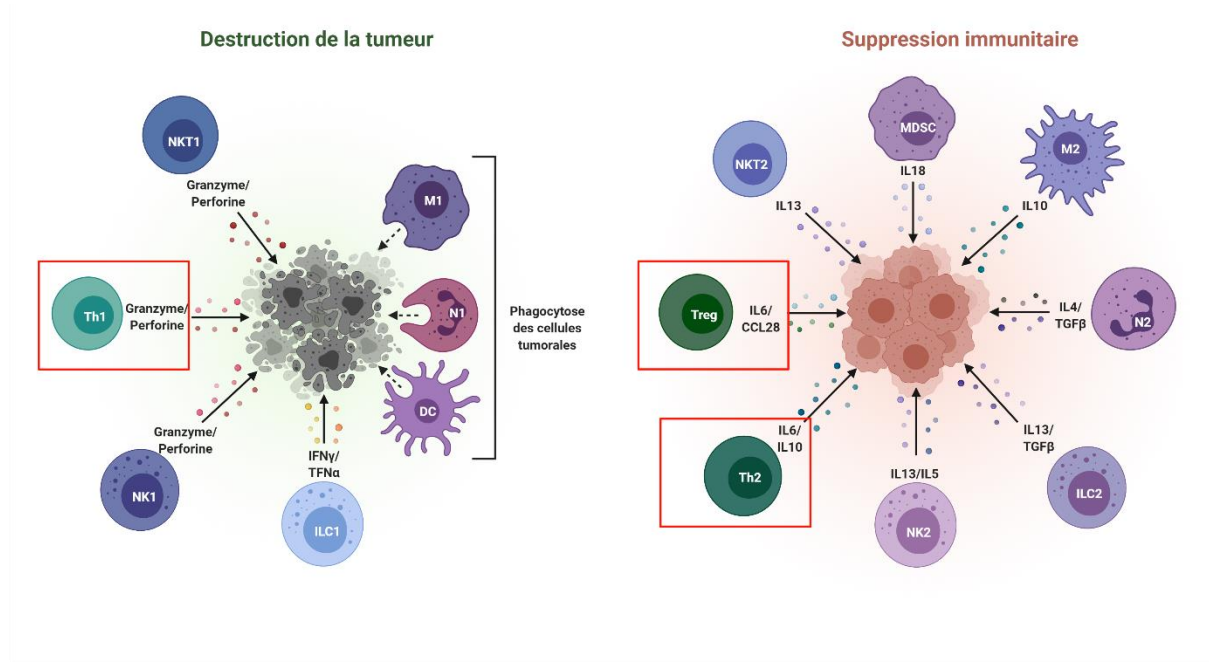 Destruction de la tumeur
NKT1
Granzyme/
Perforine
M1
Th1
Granzyme/
Perforine
N1
Phagocytose
des cellules
tumorales
DC
Granzyme/
Perforine
NK1
IFNγ/
TFNα
ILC1
Suppression immunitaire
MDSC
IL18
NKT2
IL13
M2
IL10
Treg
IL6/
CCL28
IL4/
TGFβ
N2
IL6/
IL10
Th2
IL13/IL5
NK2
IL13/
TGFβ
ILC2